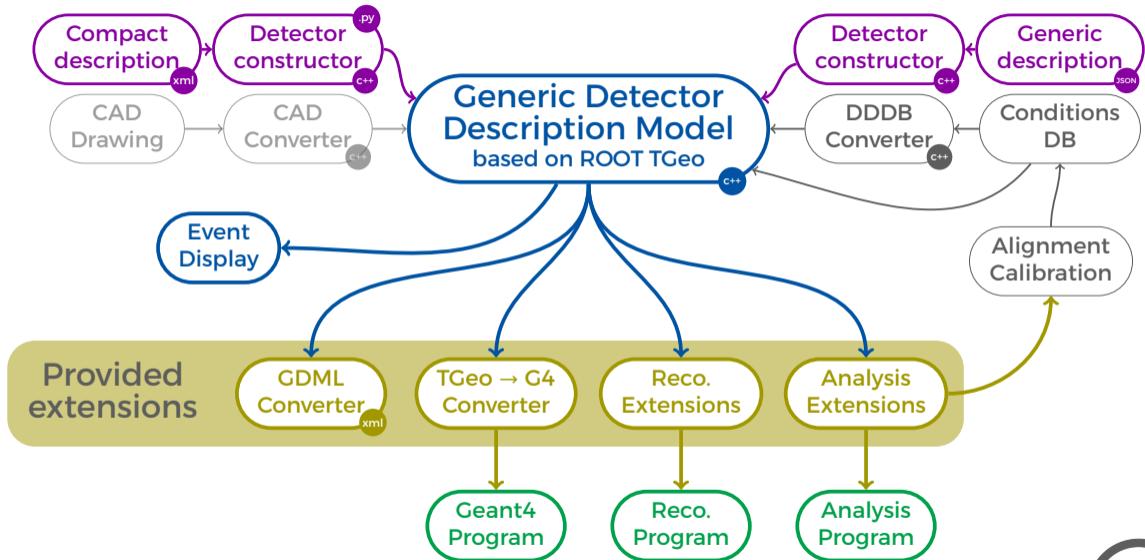 .py
Compact
description
xml
Detector
constructor
c++
Detector
constructor
c++
Generic
description
JSON
CAD
Drawing
CAD
Converter
c++
Generic Detector
Description Model
based on ROOT TGeo
c++
DDDB
Converter
c++
Conditions
DB
Event
Display
Alignment
Calibration
Provided
extensions
GDML
Converter
xml
TGeo → G4
Converter
Reco.
Extensions
Analysis
Extensions
Geant4
Program
Reco.
Program
Analysis
Program